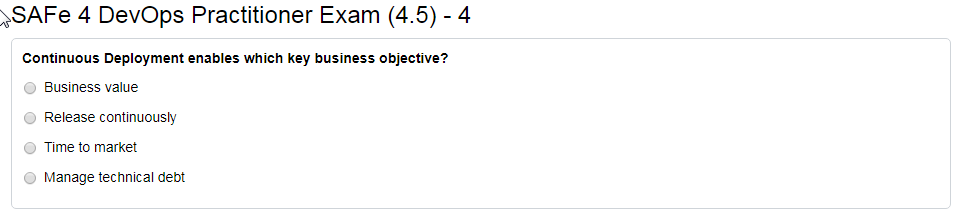 SAFe 4 DevOps Practitioner Exam (4.5) - 4
Continuous Deployment enables which key business objective?
Business value
Release continuously
Time to market
Manage technical debt